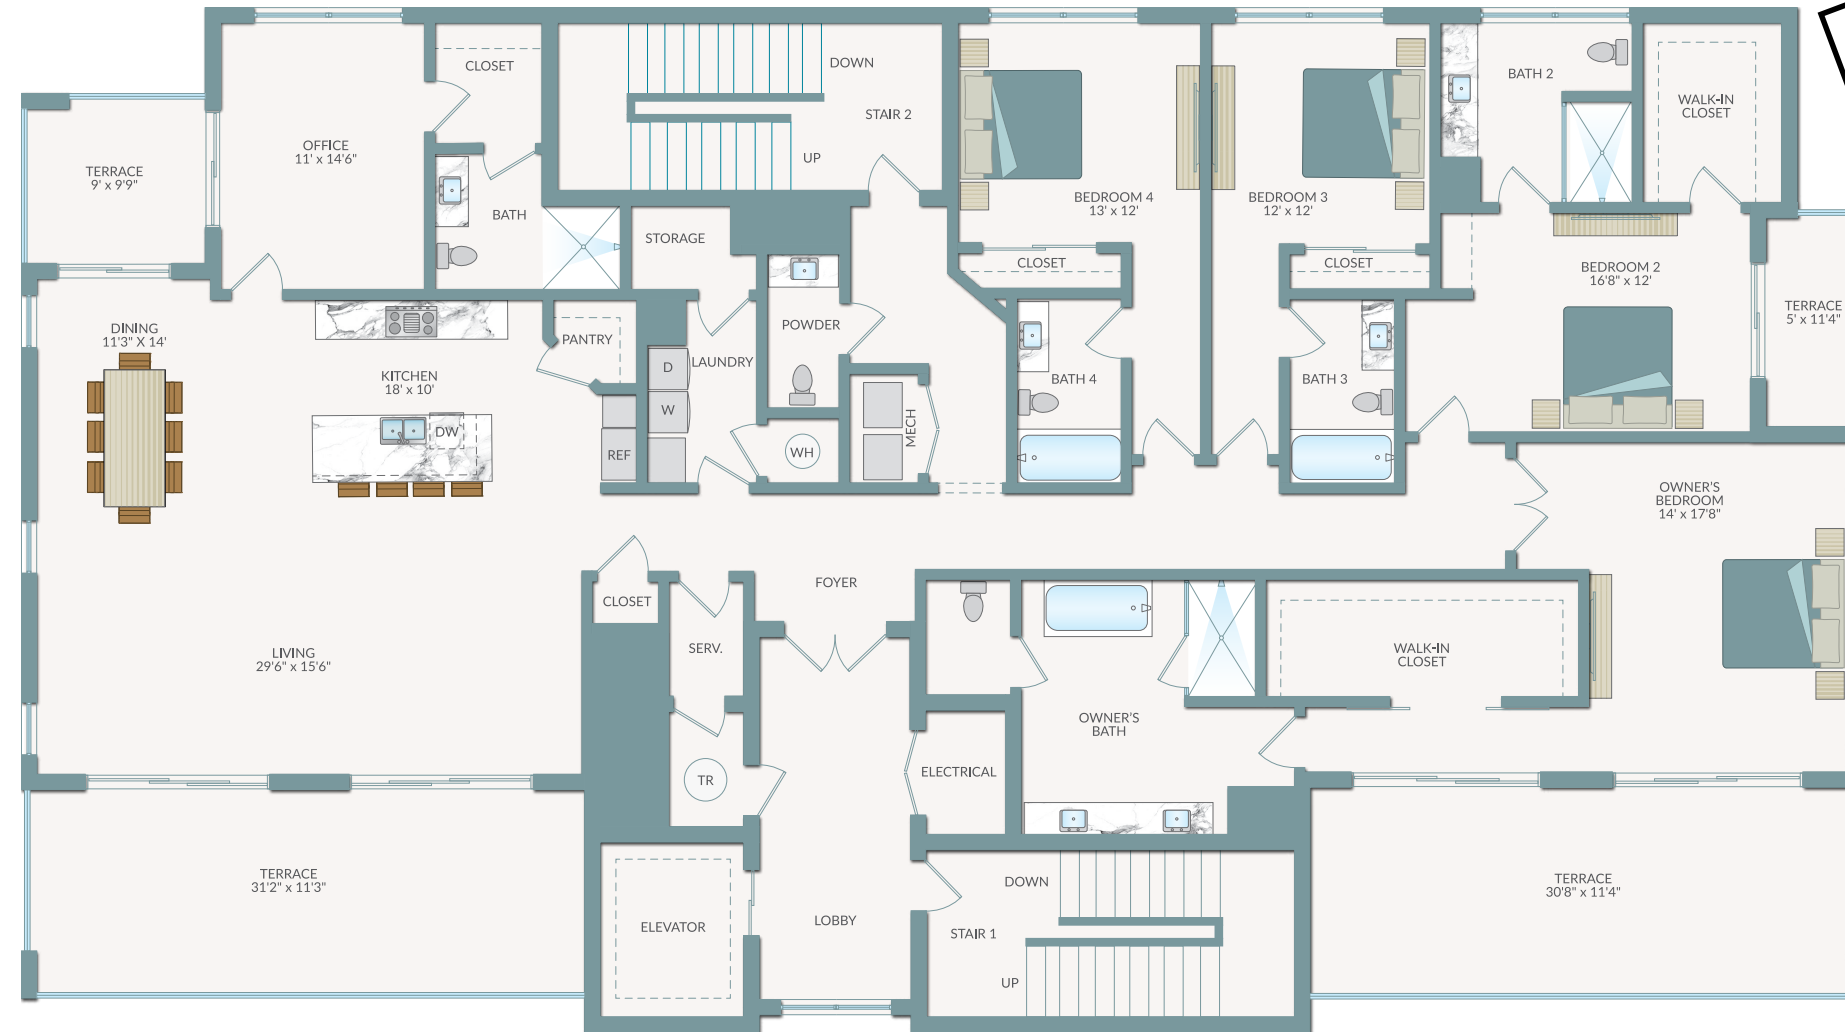 CLOSET
DOWN
BATH 2
WALK-IN
CLOSET
STAIR 2
OFFICE
11' x 14'6"
UP
TERRACE
9' x 9'9"
BEDROOM 4
13' x 12'
BEDROOM 3
12' x 12'
BATH
STORAGE
CLOSET
CLOSET
BEDROOM 2
16'8" x 12'
TERRACE
5' x 11'4"
DINING
11'3" X 14'
POWDER
PANTRY
KITCHEN
18' x 10'
D
LAUNDRY
BATH 4
BATH 3
W
MECH
DW
REF
WH
OWNER'S
BEDROOM
14' x 17'8"
FOYER
CLOSET
SERV.
LIVING
29'6" x 15'6"
WALK-IN
CLOSET
OWNER'S
BATH
TR
ELECTRICAL
TERRACE
31'2" x 11'3"
DOWN
TERRACE
30'8" x 11'4"
ELEVATOR
LOBBY
STAIR 1
UP